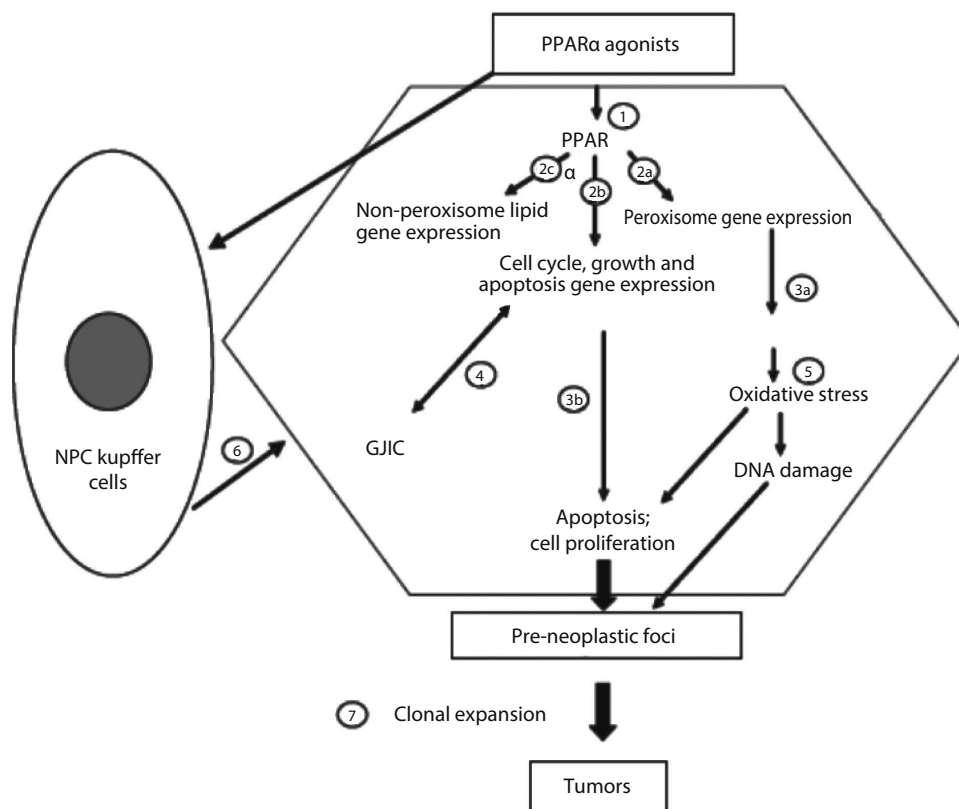 PPARα agonists
1
PPAR
2c
α
2b
2a
Non-peroxisome lipid
gene expression
Peroxisome gene expression
Cell cycle, growth and
apoptosis gene expression
3a
4
3b
5
Oxidative stress
GJIC
DNA damage
NPC kupffer
cells
6
Apoptosis;
cell proliferation
Pre-neoplastic foci
7 Clonal expansion
Tumors